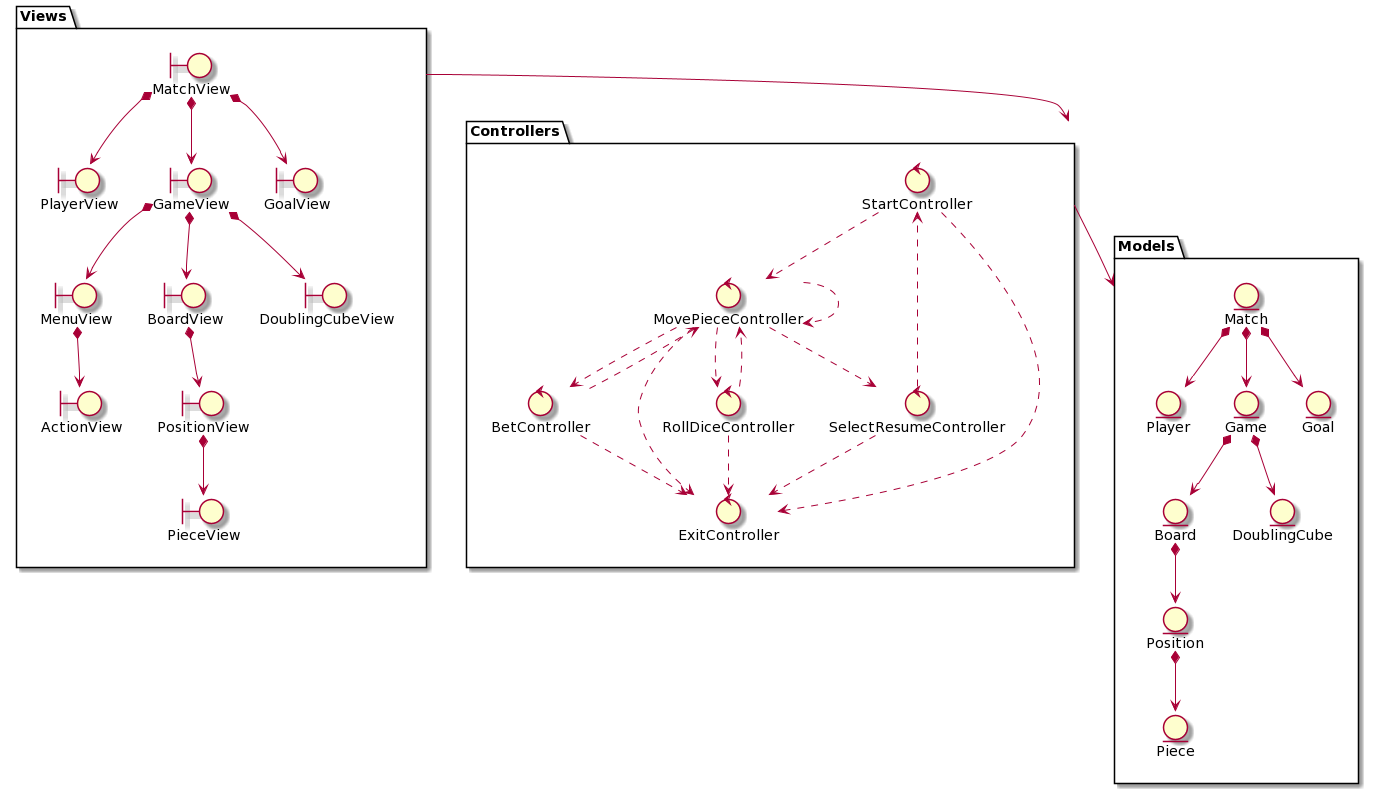 Views
MatchView
PlayerView
GameView
GoalView
MenuView
BoardView
DoublingCubeView
ActionView
PositionView
PieceView
Controllers
StartController
MovePieceController
BetController
RollDiceController
SelectResumeController
ExitController
Models
Match
Player
Game
Goal
Board
DoublingCube
Position
Piece